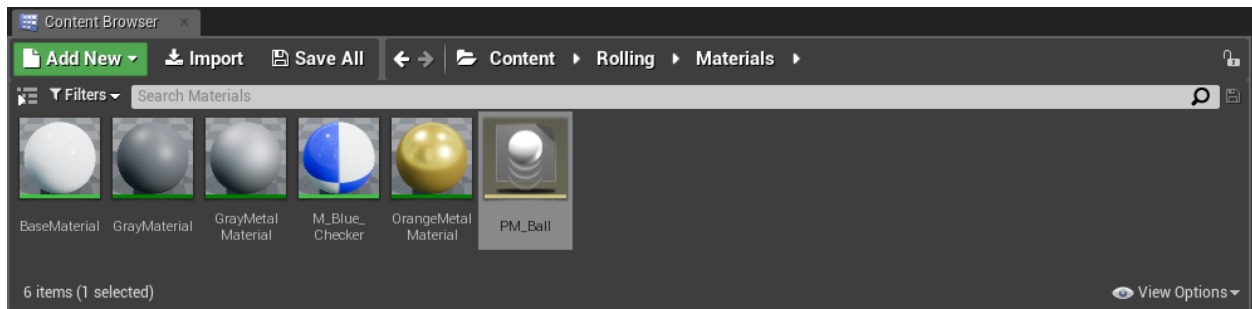 Content Browser
Add New Import Save All Content Rolling Materials
Filters Search Materials
BaseMaterial GrayMaterial GrayMetal Material M_Blue_ Checker OrangeMetal Material PM_Ball
6 items (1 selected) View Options